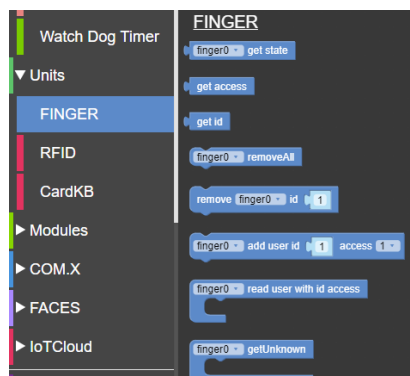 Watch Dog Timer
Units
FINGER
RFID
CardKB
Modules
COM.X
FACES
IoTCloud
FINGER
finger0 get state
get access
get id
finger0 removeAll
remove finger0 id 1
finger0 add user id 1 access 1
finger0 read user with id access
finger0 getUnknown